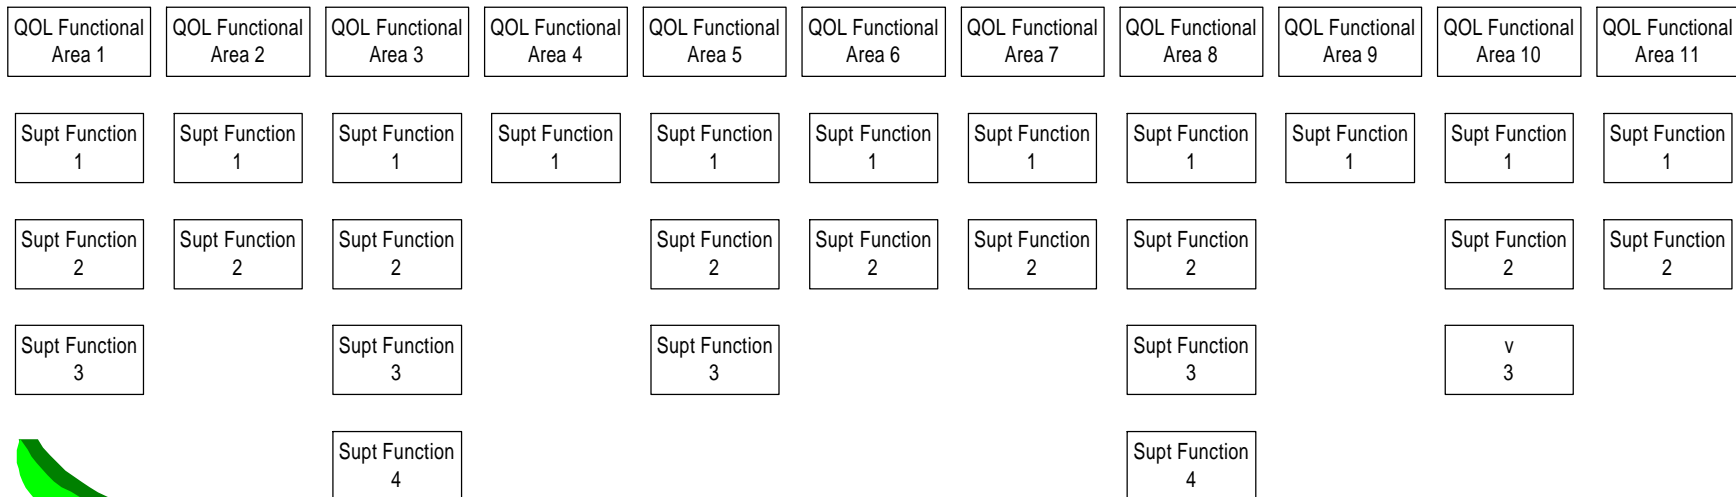 QOL Functional
Area 1
QOL Functional
Area 2
QOL Functional
Area 3
QOL Functional
Area 4
QOL Functional
Area 5
QOL Functional
Area 6
QOL Functional
Area 7
QOL Functional
Area 8
QOL Functional
Area 9
QOL Functional
Area 10
QOL Functional
Area 11
Supt Function
1
Supt Function
1
Supt Function
1
Supt Function
1
Supt Function
1
Supt Function
1
Supt Function
1
Supt Function
1
Supt Function
1
Supt Function
1
Supt Function
1
Supt Function
2
Supt Function
2
Supt Function
2
Supt Function
2
Supt Function
2
Supt Function
2
Supt Function
2
Supt Function
2
Supt Function
2
Supt Function
3
Supt Function
3
Supt Function
3
Supt Function
3
v
3
Supt Function
4
Supt Function
4